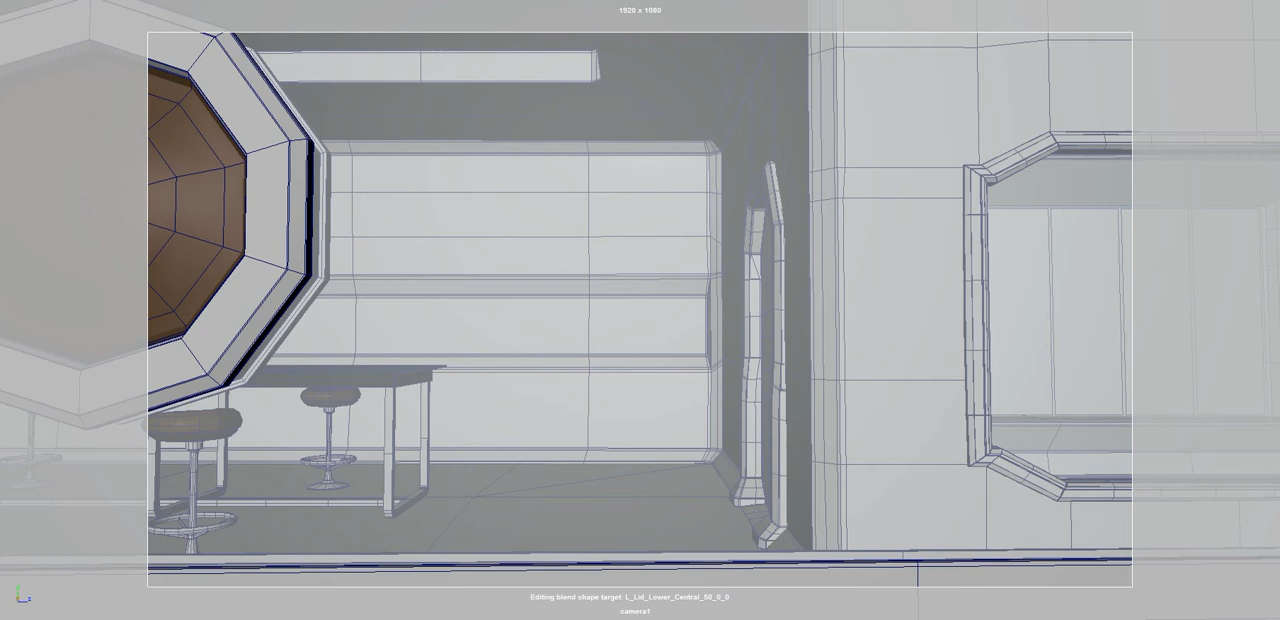 1920 x 1080
Editing blend shape target: L_Lid_Lower_Central_50_0_0
camera1